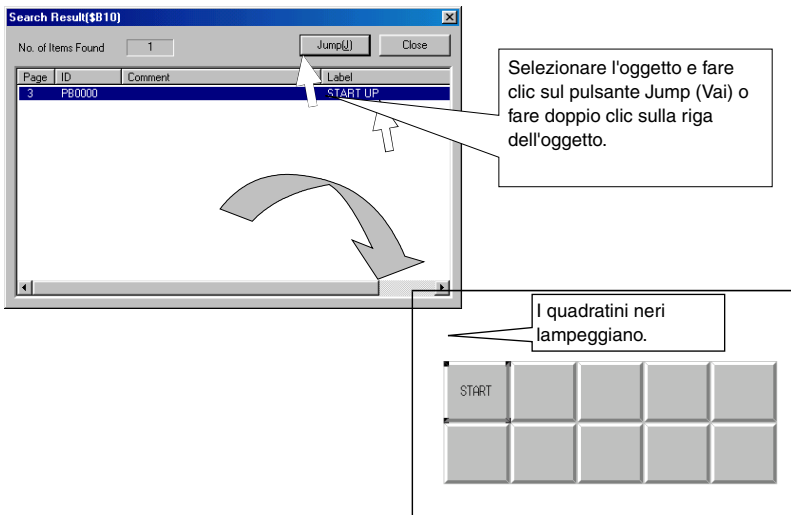 Search Result($B10)
No. of Items Found 1 Jump(J) Close
Page ID Comment Label
3 PB0000 START UP
Selezionare l'oggetto e fare
clic sul pulsante Jump (Vai) o
fare doppio clic sulla riga
dell'oggetto.
I quadratini neri
lampeggiano.
START